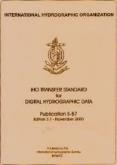 INTERNATIONAL HYDROGRAPHIC ORGANIZATION
IHO TRANSFER STANDARD
for
DIGITAL HYDROGRAPHIC DATA
Publication S-57
Edition 3.1 - November 2000
Published by the
International Hydrographic Bureau
MONACO